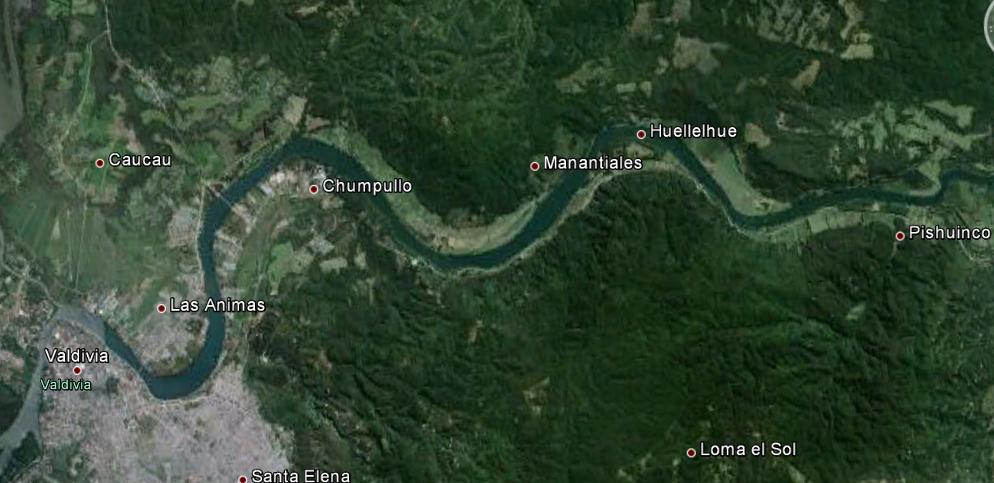 Huellelhue
Caucau
Manantiales
Chumpullo
Pishuinco
Las Animas
Valdivia
Valdivia
Loma el Sol
Santa Elena